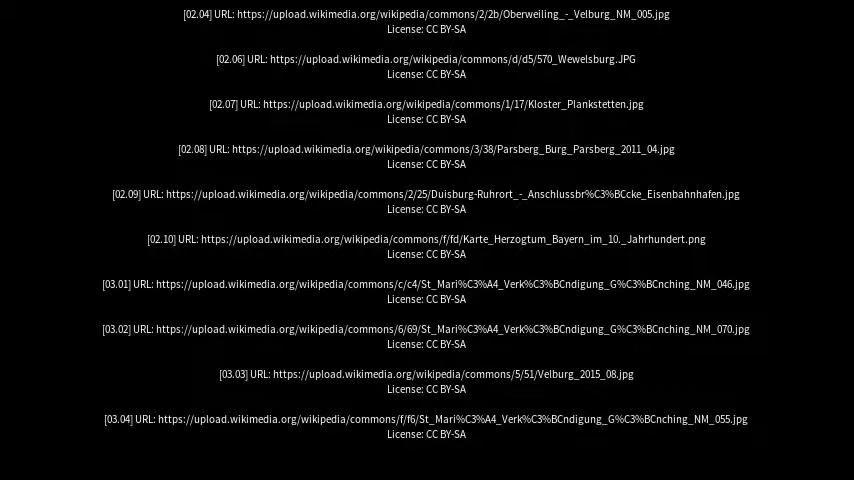 [02.04] URL: https://upload.wikimedia.org/wikipedia/commons/2/2b/Oberweiling_-_Velburg_NM_005.jpg
License: CC BY-SA
[02.06] URL: https://upload.wikimedia.org/wikipedia/commons/d/d5/570_Wewelsburg.JPG
License: CC BY-SA
[02.07] URL: https://upload.wikimedia.org/wikipedia/commons/1/17/Kloster_Plankstetten.jpg
License: CC BY-SA
[02.08] URL: https://upload.wikimedia.org/wikipedia/commons/3/38/Parsberg_Burg_Parsberg_2011_04.jpg
License: CC BY-SA
[02.09] URL: https://upload.wikimedia.org/wikipedia/commons/2/25/Duisburg-Ruhrort_-_Anschlussbr%C3%BCcke_Eisenbahnhafen.jpg
License: CC BY-SA
[02.10] URL: https://upload.wikimedia.org/wikipedia/commons/f/fd/Karte_Herzogtum_Bayern_im_10._Jahrhundert.png
License: CC BY-SA
[03.01] URL: https://upload.wikimedia.org/wikipedia/commons/c/c4/St_Mari%C3%A4_Verk%C3%BCndigung_G%C3%BCnching_NM_046.jpg
License: CC BY-SA
[03.02] URL: https://upload.wikimedia.org/wikipedia/commons/6/69/St_Mari%C3%A4_Verk%C3%BCndigung_G%C3%BCnching_NM_070.jpg
License: CC BY-SA
[03.03] URL: https://upload.wikimedia.org/wikipedia/commons/5/51/Velburg_2015_08.jpg
License: CC BY-SA
[03.04] URL: https://upload.wikimedia.org/wikipedia/commons/f/f6/St_Mari%C3%A4_Verk%C3%BCndigung_G%C3%BCnching_NM_055.jpg
License: CC BY-SA